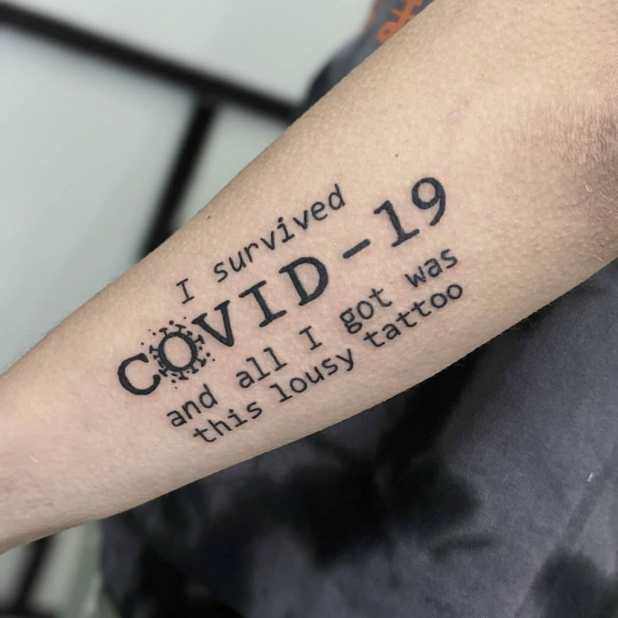 I survived
COVID-19
and all I got was
this lousy tattoo